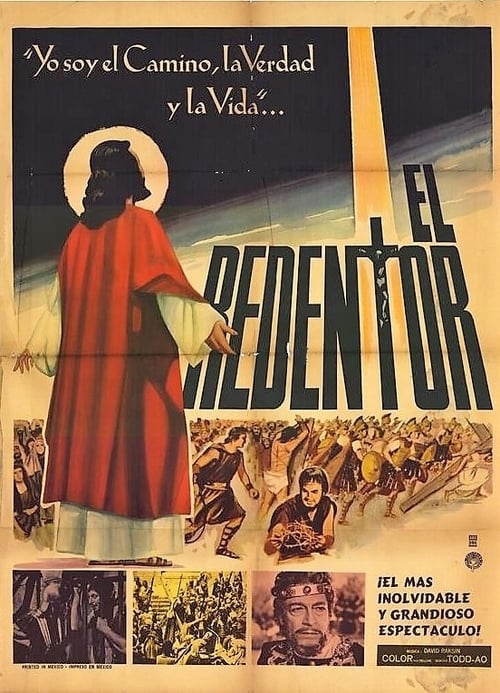 "Yo soy el Camino, la Verdad
y la Vida"...
EL
REDENTOR
¡EL MAS
INOLVIDABLE
Y GRANDIOSO
ESPECTACULO!
MUSICA: DAVID RAKSIN
COLOR
TODD-AO
PRINTED IN MEXICO - IMPRESO EN MEXICO